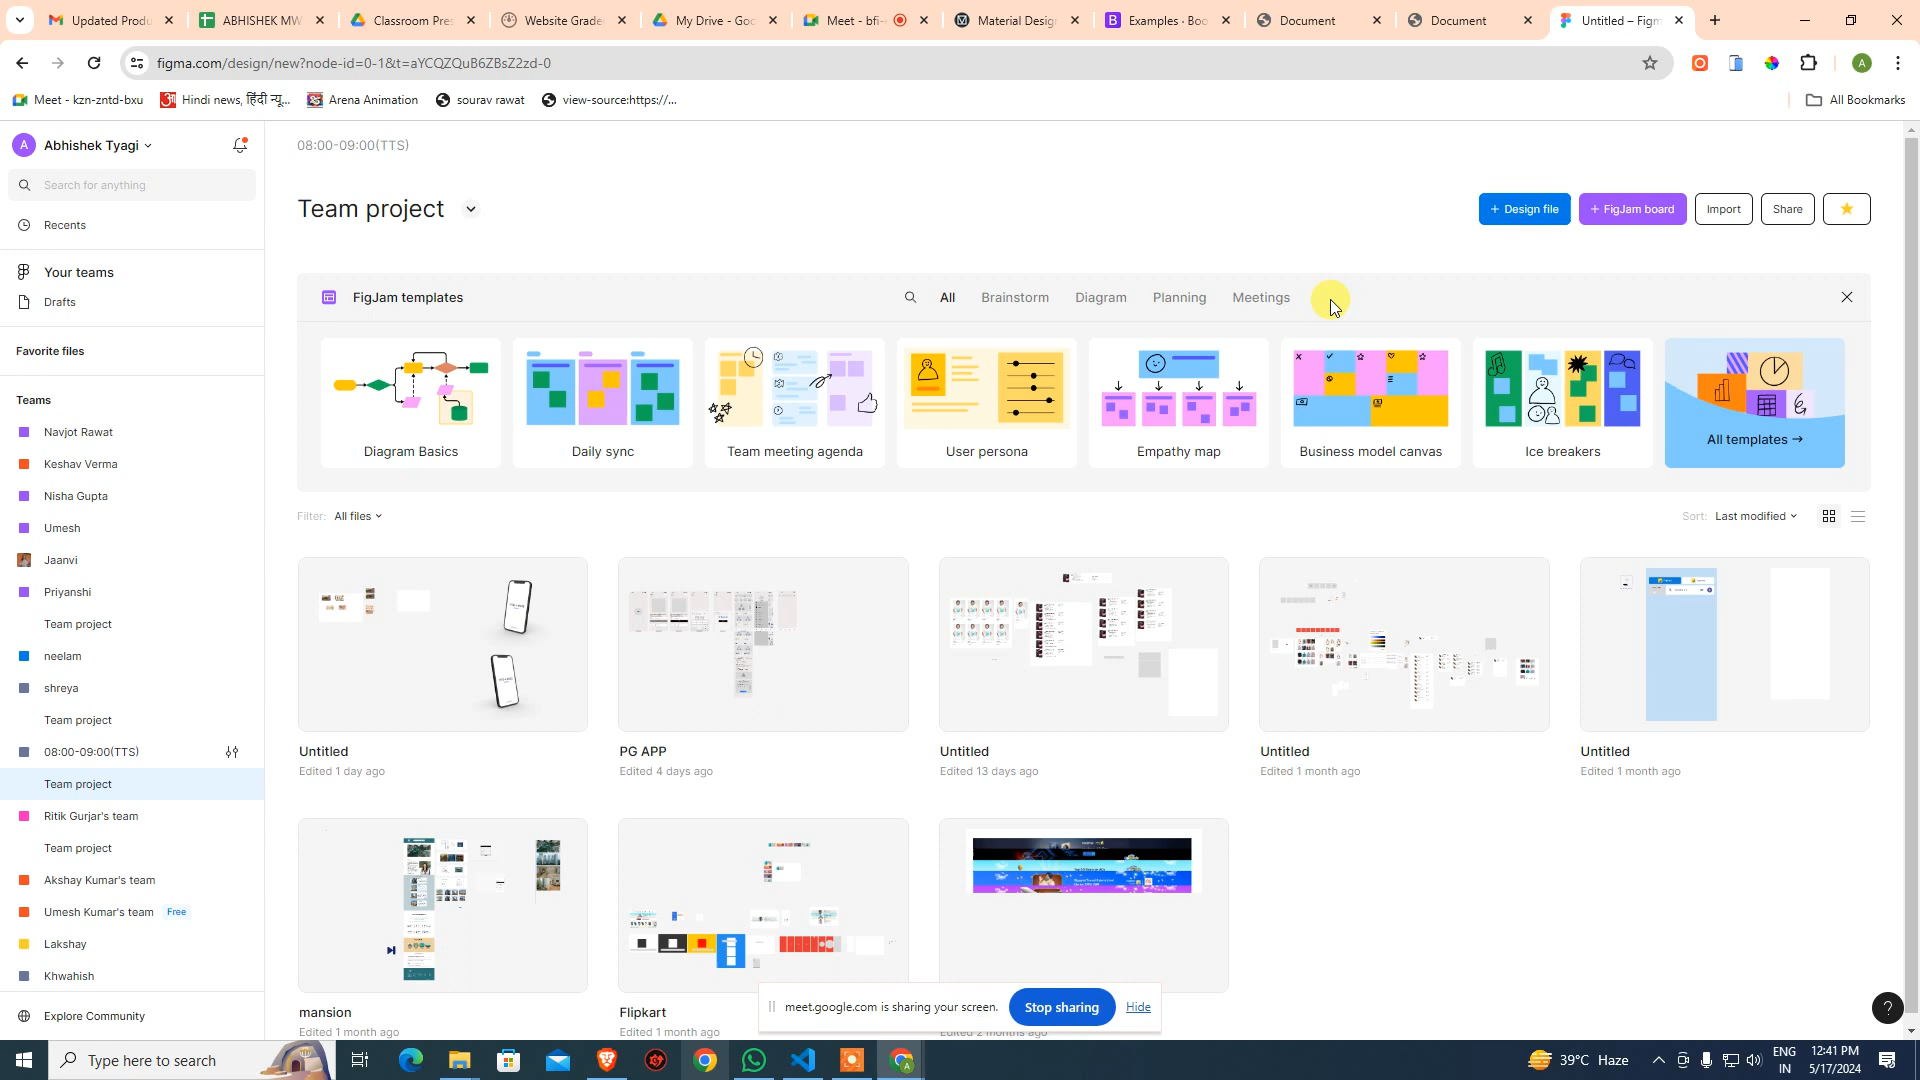 Updated Produ
ABHISHEK MW
Classroom Pre
Website Grade
My Drive - Goo
Meet - bfi-
Material Desig
Examples · Boo
Document
Document
Untitled – Figm
figma.com/design/new?node-id=0-1&t=aYCQZQuB6ZBsZ2zd-0
A
Meet - kzn-zntd-bxu
Hindi news, हिंदी न्यू...
Arena Animation
sourav rawat
view-source:https://...
All Bookmarks
A
Abhishek Tyagi
Search for anything
Recents
Your teams
Drafts
Favorite files
Teams
Navjot Rawat
Keshav Verma
Nisha Gupta
Umesh
Jaanvi
Priyanshi
Team project
neelam
shreya
Team project
08:00-09:00(TTS)
Team project
Ritik Gurjar's team
Team project
Akshay Kumar's team
Umesh Kumar's team Free
Lakshay
Khwahish
Explore Community
08:00-09:00(TTS)
Team project
+ Design file
+ FigJam board
Import
Share
FigJam templates
All
Brainstorm
Diagram
Planning
Meetings
Diagram Basics
Daily sync
Team meeting agenda
User persona
Empathy map
Business model canvas
Ice breakers
All templates →
Filter: All files
Sort: Last modified
Untitled
Edited 1 day ago
PG APP
Edited 4 days ago
Untitled
Edited 13 days ago
Untitled
Edited 1 month ago
Untitled
Edited 1 month ago
mansion
Edited 1 month ago
Flipkart
Edited 1 month ago
Edited 2 months ago
meet.google.com is sharing your screen.
Stop sharing
Hide
?
Type here to search
39°C Haze
ENG
IN
12:41 PM
5/17/2024